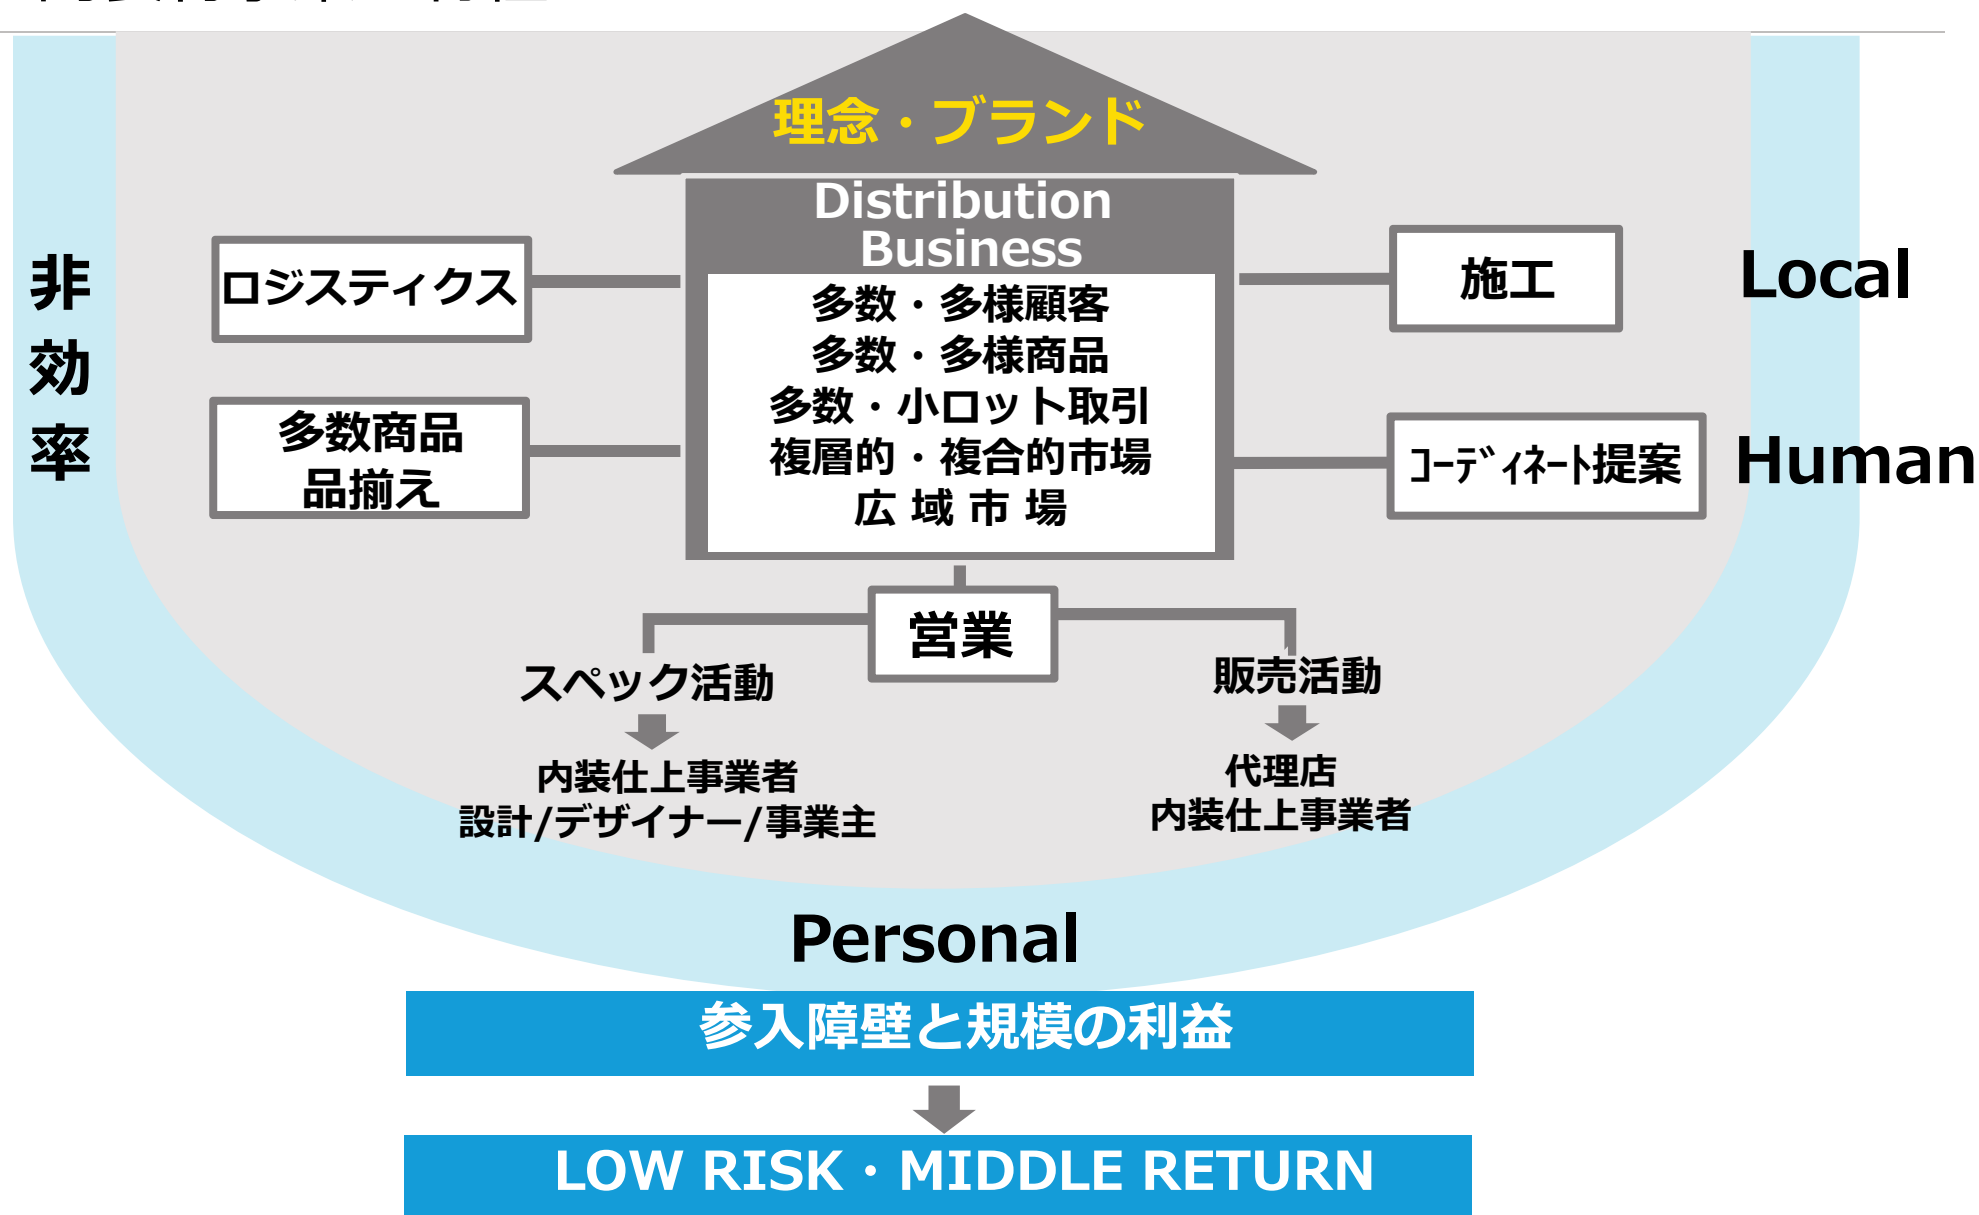 理念・ブランド
Distribution
Business
多数・多様顧客
多数・多様商品
多数・小ロット取引
複層的・複合的市場
広 域 市 場
ロジスティクス
多数商品
品揃え
施工
ｺｰﾃﾞｨﾈｰﾄ提案
非
効
率
Local
Human
営業
スペック活動
内装仕上事業者
設計/デザイナー/事業主
販売活動
代理店
内装仕上事業者
Personal
参入障壁と規模の利益
LOW RISK・MIDDLE RETURN